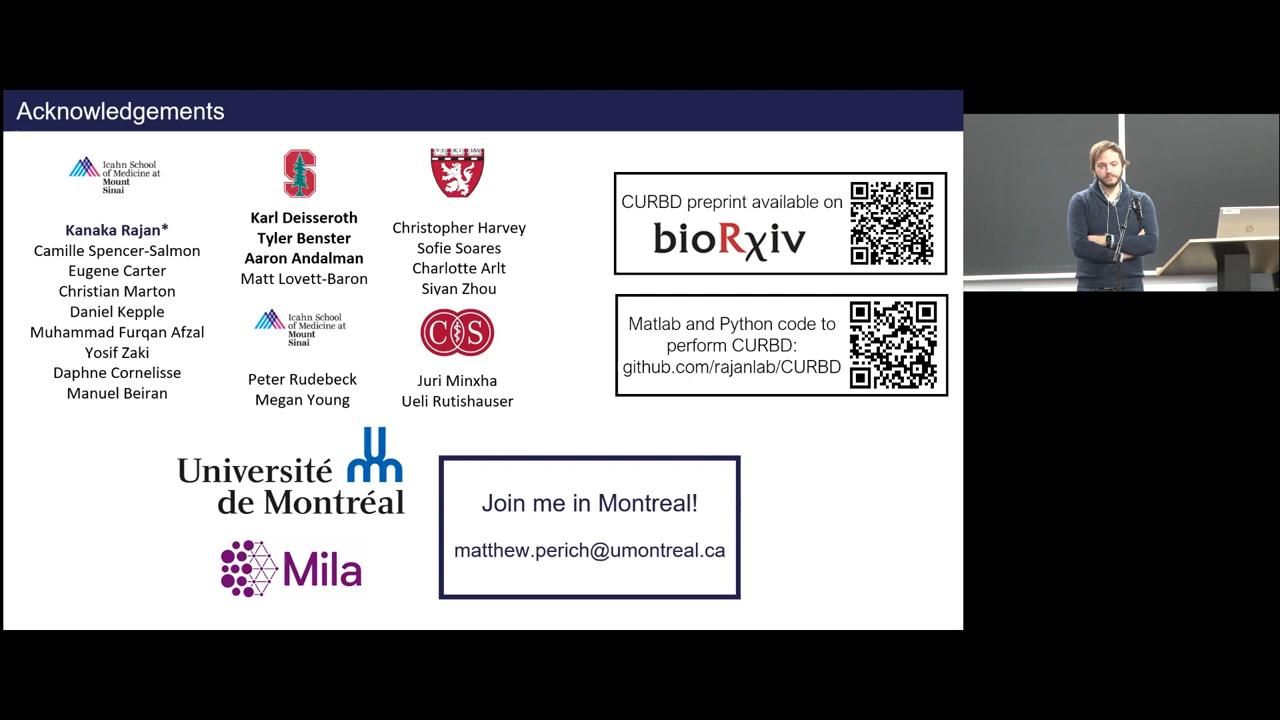 Acknowledgements
Icahn School
of Medicine at
Mount
Sinai
Kanaka Rajan*
Camille Spencer-Salmon
Eugene Carter
Christian Marton
Daniel Kepple
Muhammad Furqan Afzal
Yosif Zaki
Daphne Cornelisse
Manuel Beiran
S
Karl Deisseroth
Tyler Benster
Aaron Andalman
Matt Lovett-Baron
Icahn School
of Medicine at
Mount
Sinai
Peter Rudebeck
Megan Young
Christopher Harvey
Sofie Soares
Charlotte Arlt
Siyan Zhou
CS
Juri Minxha
Ueli Rutishauser
CURBD preprint available on
bioRχiv
Matlab and Python code to
perform CURBD:
github.com/rajanlab/CURBD
Université
de Montréal
Mila
Join me in Montreal!
matthew.perich@umontreal.ca